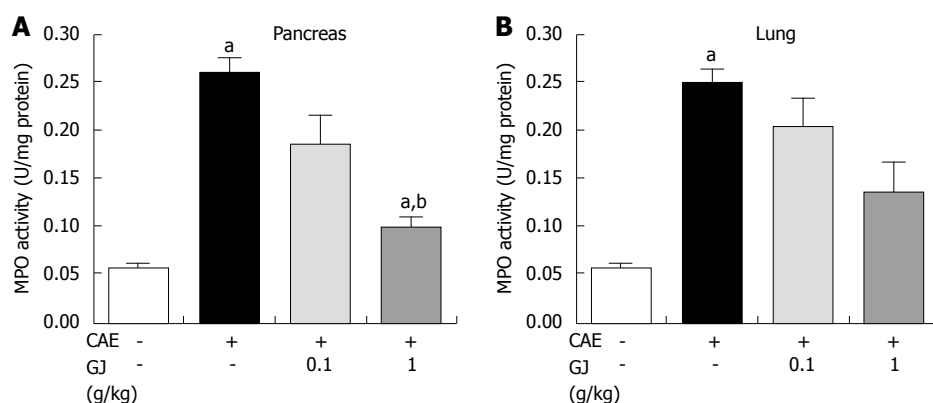 A
Pancreas
MPO activity (U/mg protein)
0.30
0.25
0.20
0.15
0.10
0.05
0.00
a
a,b
CAE - + + +
GJ - - 0.1 1
(g/kg)
B
Lung
MPO activity (U/mg protein)
0.30
0.25
0.20
0.15
0.10
0.05
0.00
a
CAE - + + +
GJ - - 0.1 1
(g/kg)